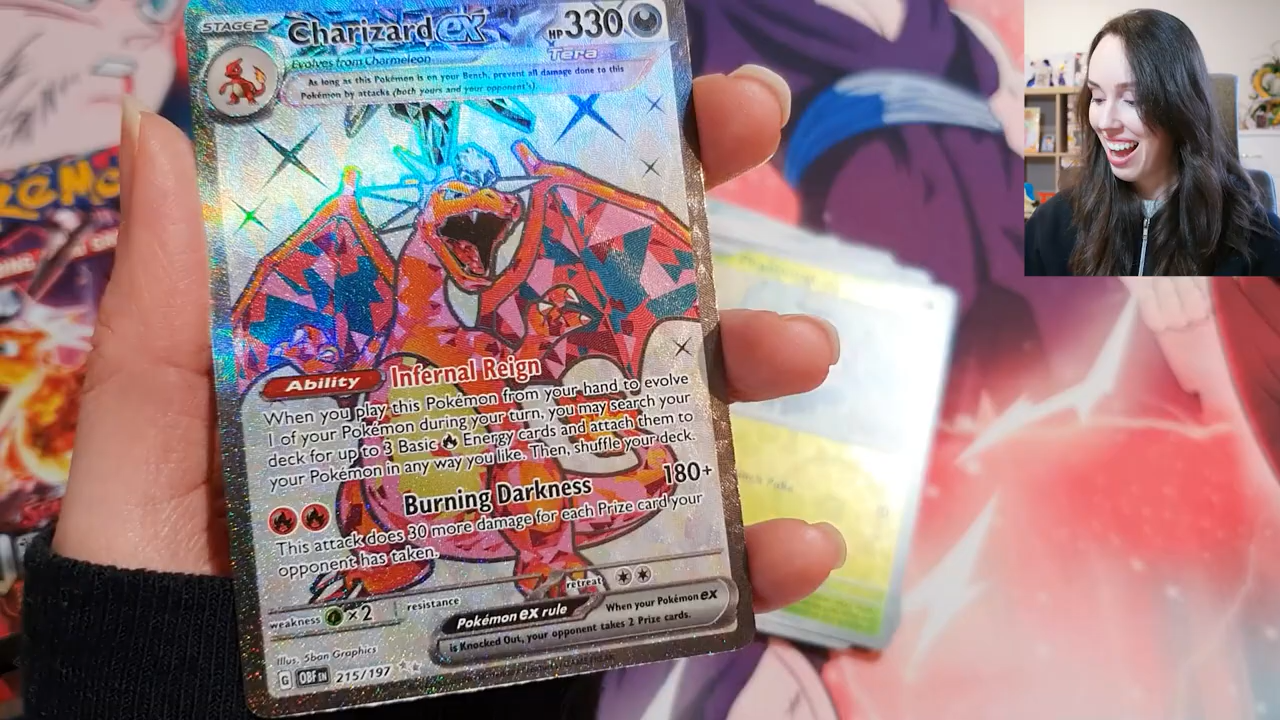 STAGE2 Charizard ex HP330
Tera
Evolves from Charmeleon
As long as this Pokémon is on your Bench, prevent all damage done to this
Pokémon by attacks (both yours and your opponent's).
Ability Infernal Reign
When you play this Pokémon from your hand to evolve
1 of your Pokémon during your turn, you may search your
deck for up to 3 Basic Energy cards and attach them to
your Pokémon in any way you like. Then, shuffle your deck.
Burning Darkness 180+
This attack does 30 more damage for each Prize card your
opponent has taken.
weakness ×2 resistance retreat
Pokémon ex rule When your Pokémon ex
is Knocked Out, your opponent takes 2 Prize cards.
Illus. 5ban Graphics
G OBF EN 215/197